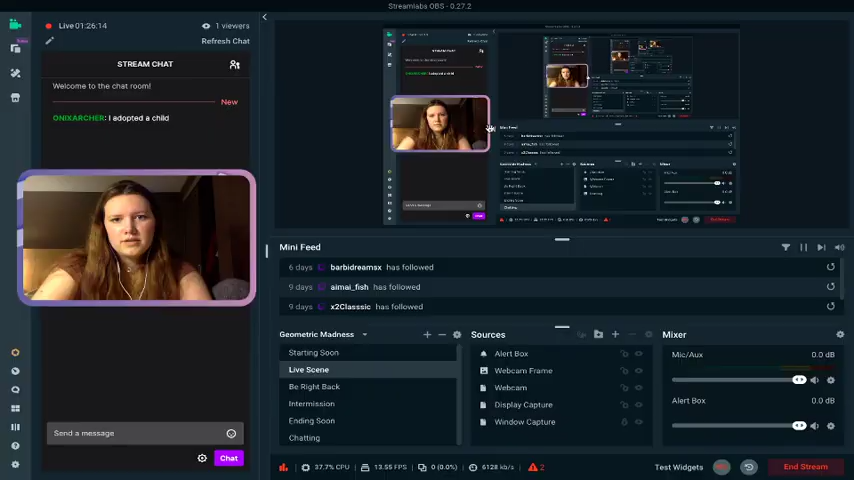 Streamlabs OBS - 0.27.2
Live 01:26:14
1 viewers
Refresh Chat
STREAM CHAT
Welcome to the chat room!
New
ONIXARCHER: I adopted a child
Send a message
Chat
Mini Feed
6 days barbidreamsx has followed
9 days aimai_fish has followed
9 days x2Classsic has followed
Geometric Madness
Starting Soon
Live Scene
Be Right Back
Intermission
Ending Soon
Chatting
Sources
Alert Box
Webcam Frame
Webcam
Display Capture
Window Capture
Mixer
Mic/Aux 0.0 dB
Alert Box 0.0 dB
37.7% CPU
13.55 FPS
0 (0.0%)
6128 kb/s
2
Test Widgets
End Stream